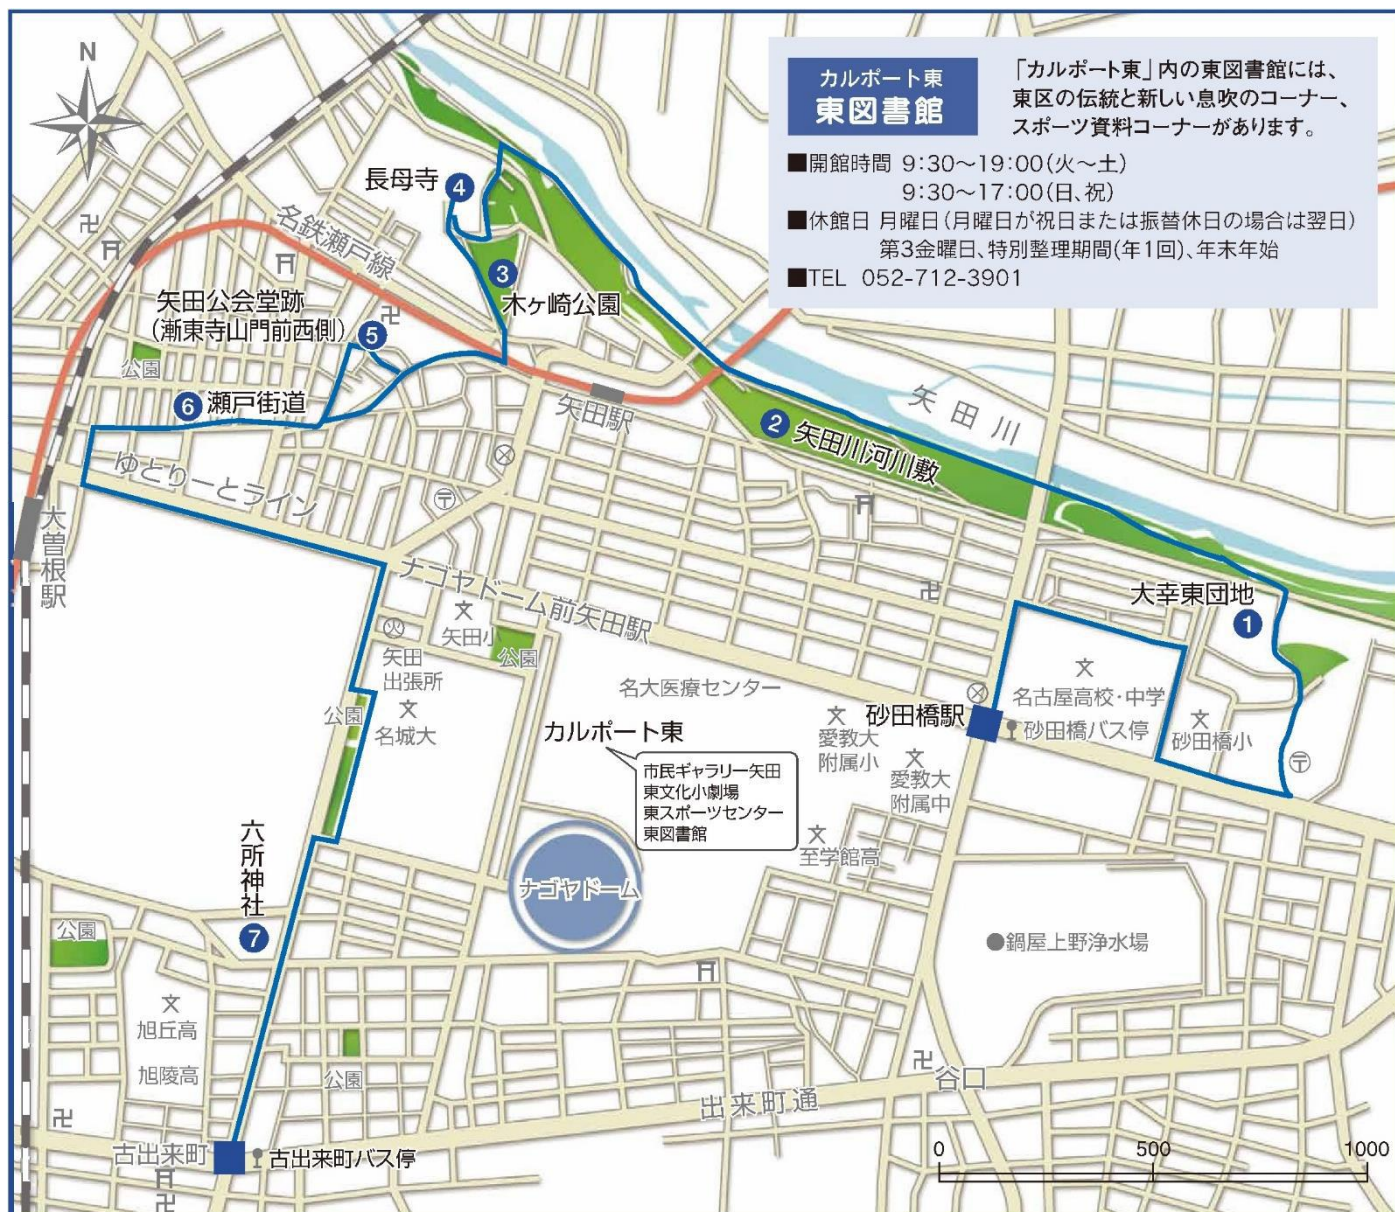 N
カルポート東
東図書館
「カルポート東」内の東図書館には、
東区の伝統と新しい息吹のコーナー、
スポーツ資料コーナーがあります。
■開館時間 9:30〜19:00(火〜土)
9:30〜17:00(日、祝)
■休館日 月曜日(月曜日が祝日または振替休日の場合は翌日)
第3金曜日、特別整理期間(年1回)、年末年始
■TEL 052-712-3901
長母寺
4
名鉄瀬戸線
3
木ヶ崎公園
矢田公会堂跡
(漸東寺山門前西側)
5
公園
6
瀬戸街道
矢田駅
2
矢田川河川敷
矢田川
ゆとりーとライン
大曽根駅
ナゴヤドーム前矢田駅
大幸東団地
1
火
文
矢田小
公園
矢田
出張所
文
名城大
公園
名大医療センター
文
名古屋高校・中学
砂田橋駅
砂田橋バス停
文
砂田橋小
文
愛教大
附属小
文
愛教大
附属中
カルポート東
市民ギャラリー矢田
東文化小劇場
東スポーツセンター
東図書館
文
至学館高
六所神社
7
ナゴヤドーム
公園
●鍋屋上野浄水場
文
旭丘高
旭陵高
公園
谷口
出来町通
古出来町
古出来町バス停
0
500
1000